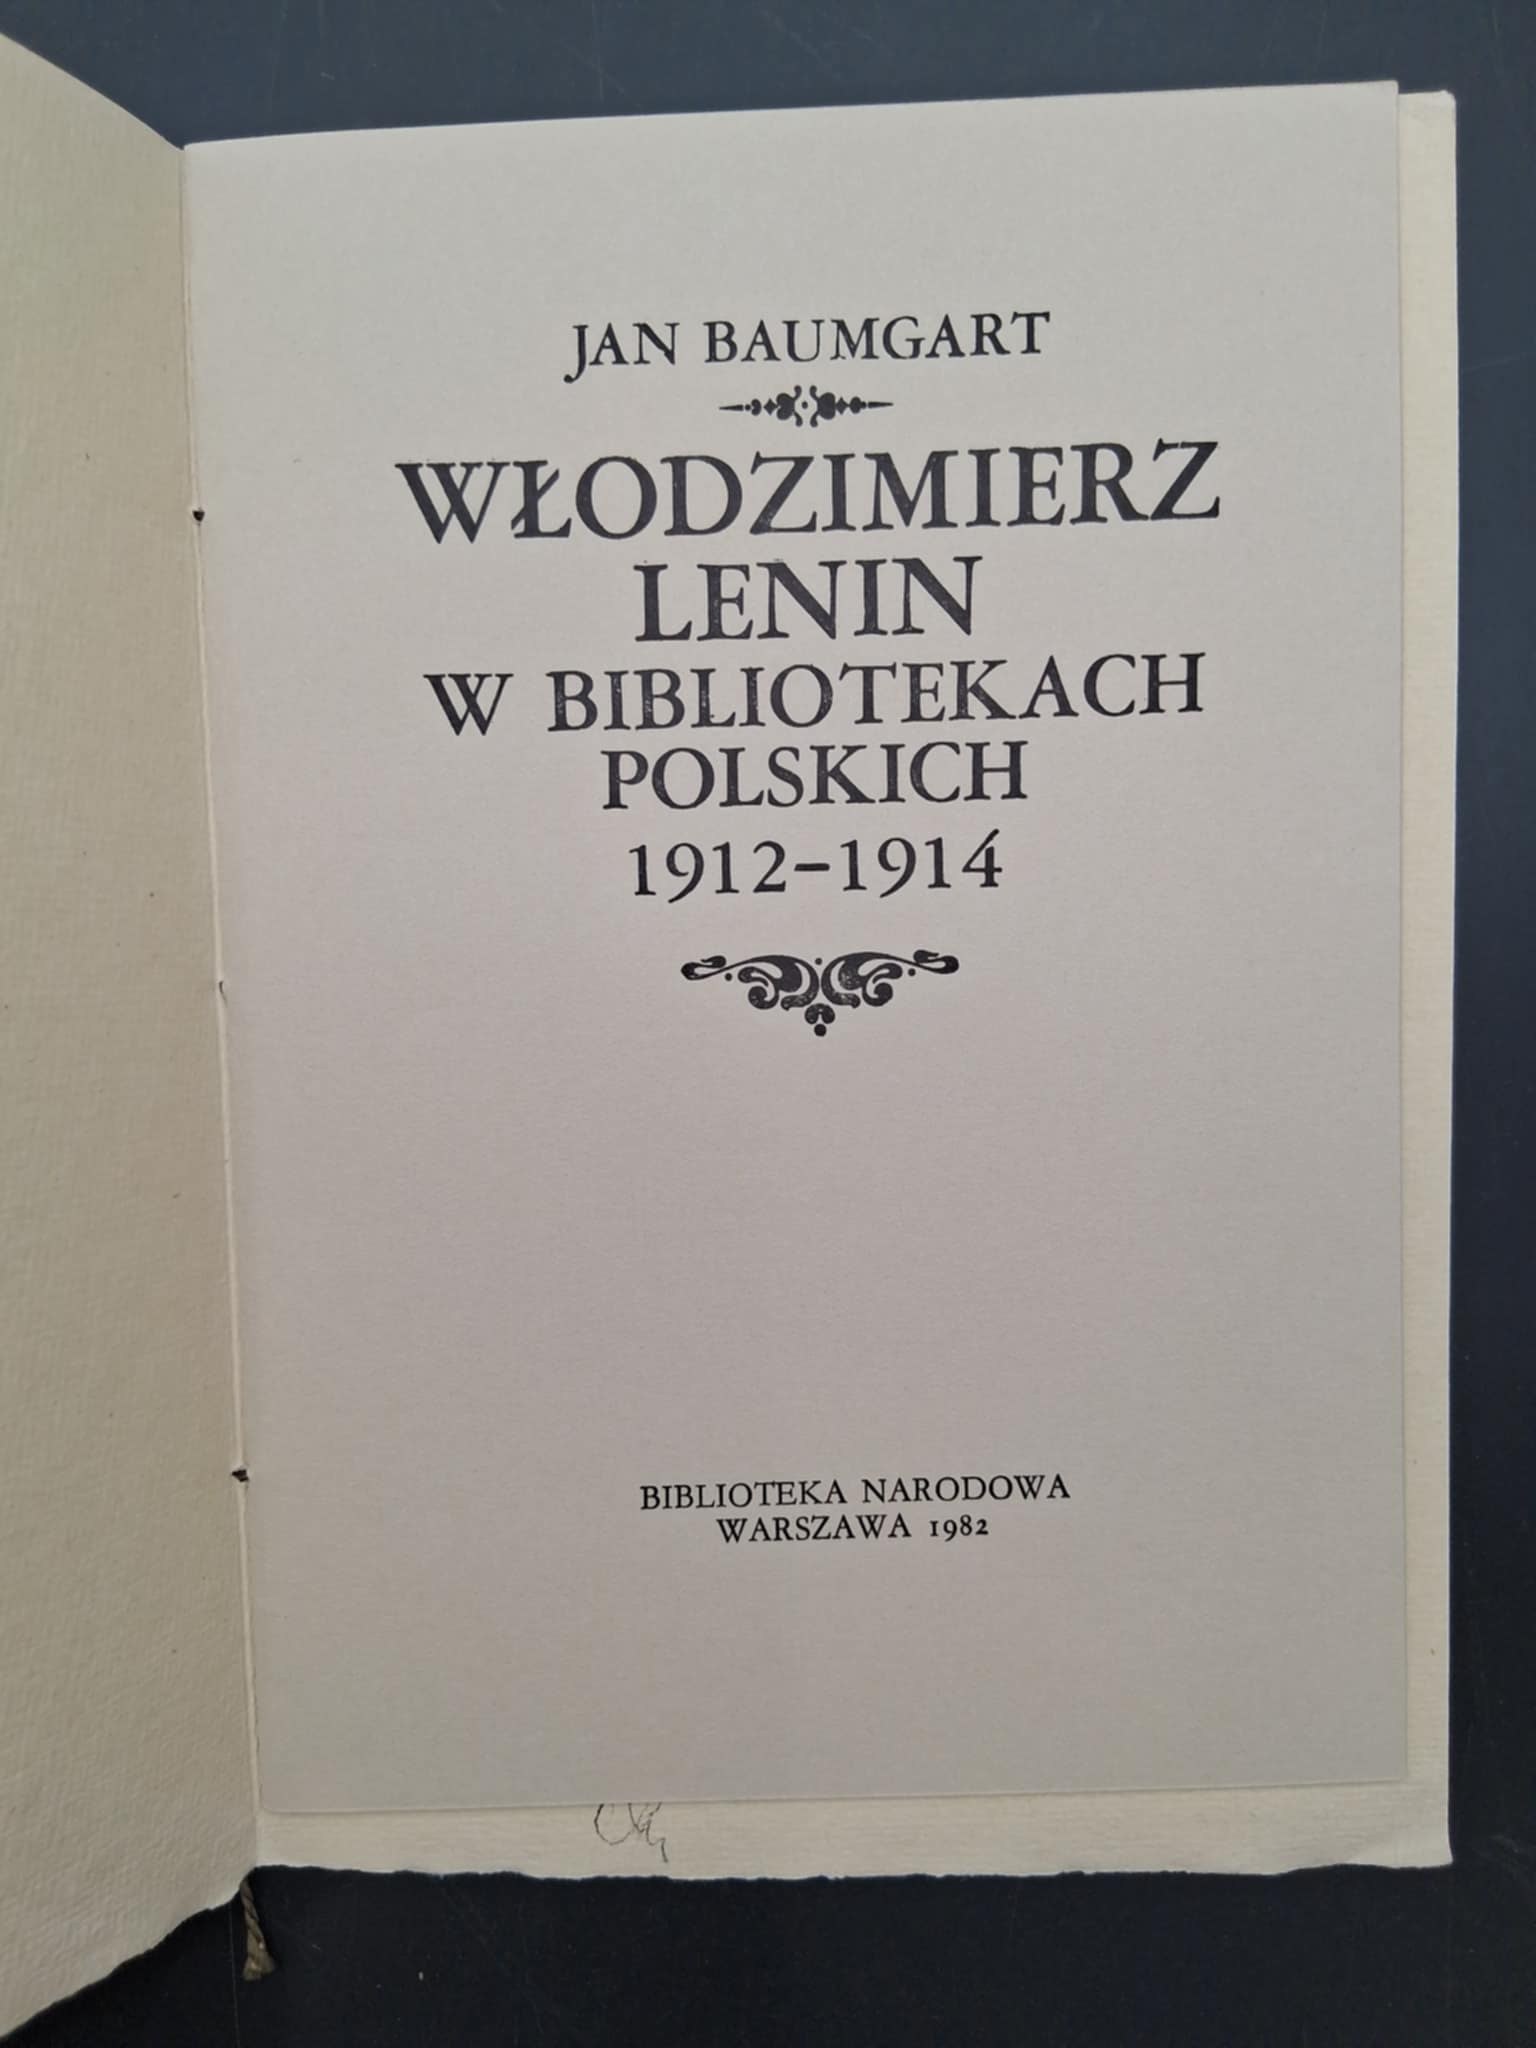 JAN BAUMGART
WŁODZIMIERZ
LENIN
W BIBLIOTEKACH
POLSKICH
1912–1914
BIBLIOTEKA NARODOWA
WARSZAWA 1982